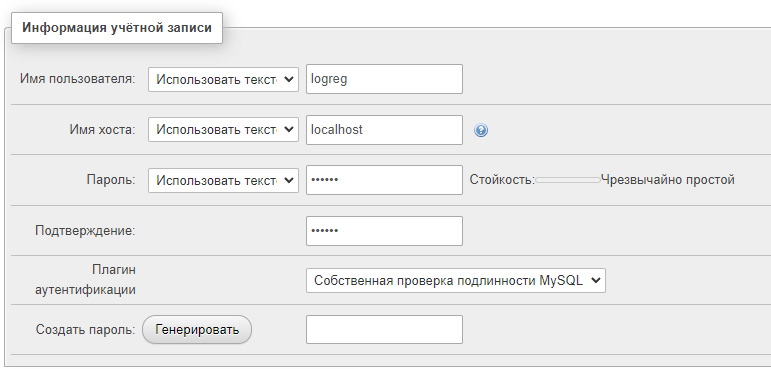 Информация учётной записи
Имя пользователя: Использовать текст logreg
Имя хоста: Использовать текст localhost
Пароль: Использовать текст •••••• Стойкость: Чрезвычайно простой
Подтверждение: ••••••
Плагин
аутентификации
Собственная проверка подлинности MySQL
Создать пароль: Генерировать